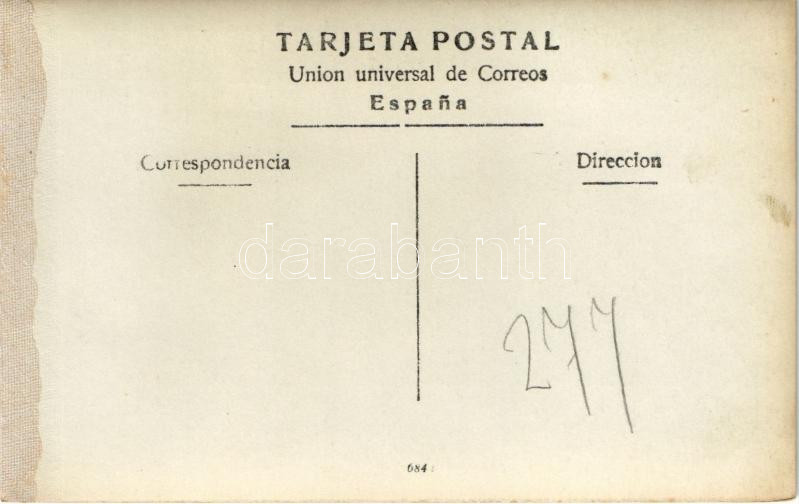 TARJETA POSTAL
Union universal de Correos
España
Correspondencia
Direccion
darabanth
277
684